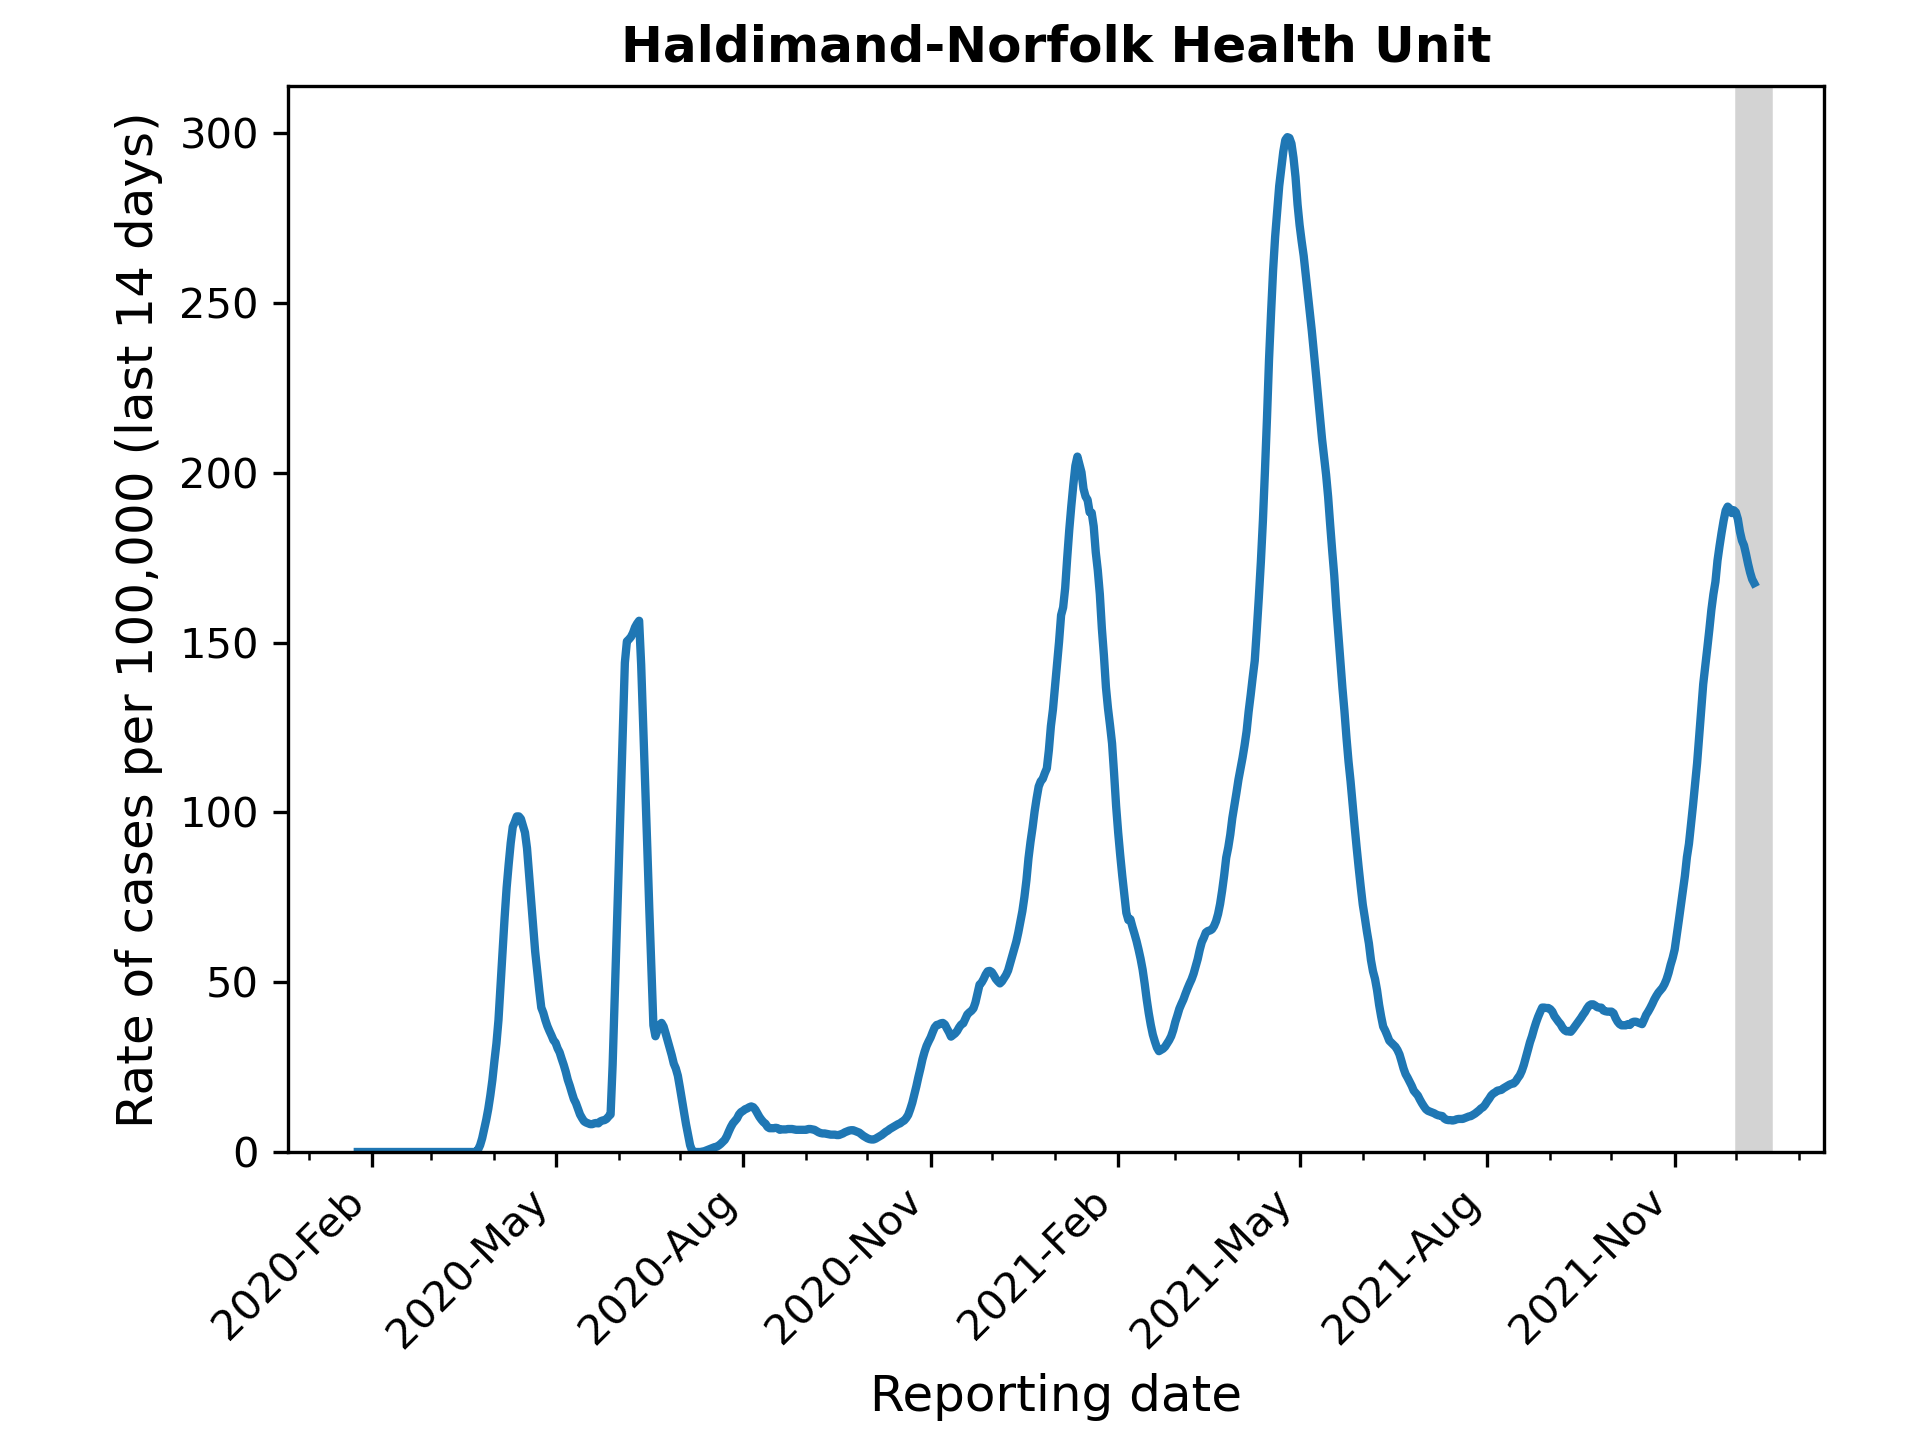 Haldimand-Norfolk Health Unit
Rate of cases per 100,000 (last 14 days)
300
250
200
150
100
50
0
2020-Feb
2020-May
2020-Aug
2020-Nov
2021-Feb
2021-May
2021-Aug
2021-Nov
Reporting date